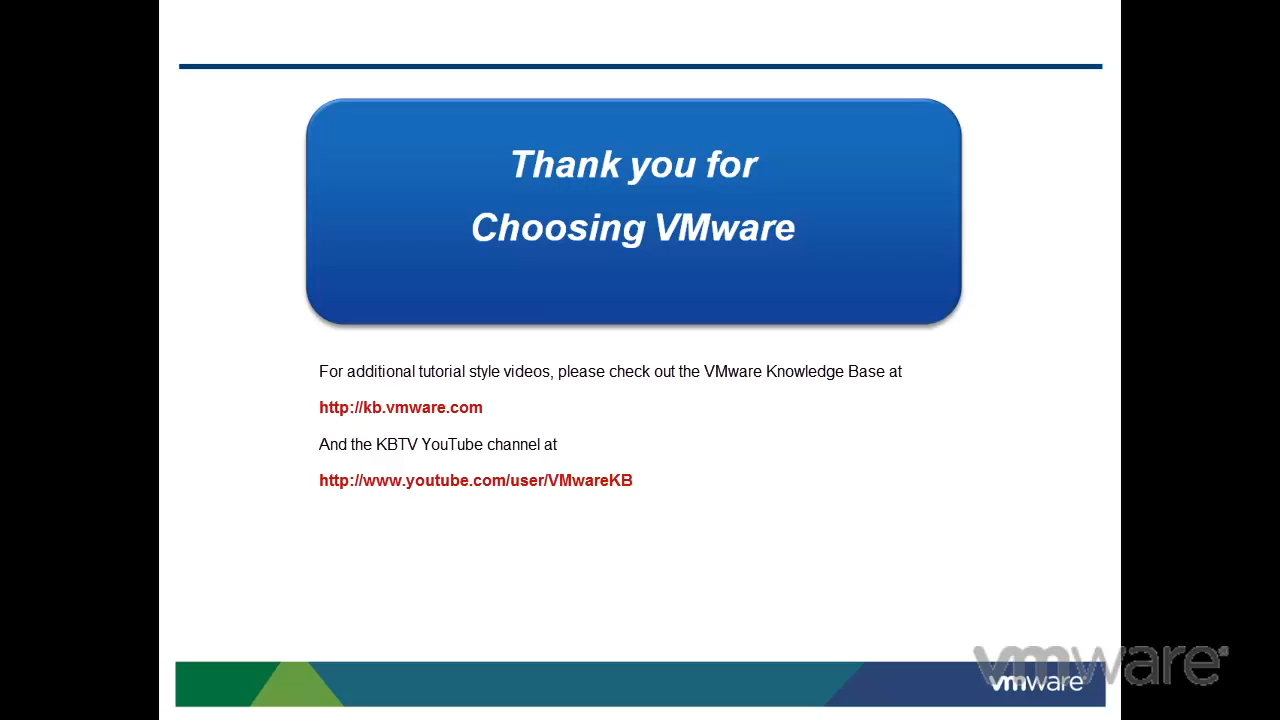 Thank you for
Choosing VMware
For additional tutorial style videos, please check out the VMware Knowledge Base at
http://kb.vmware.com
And the KBTV YouTube channel at
http://www.youtube.com/user/VMwareKB
vmware®
vmware